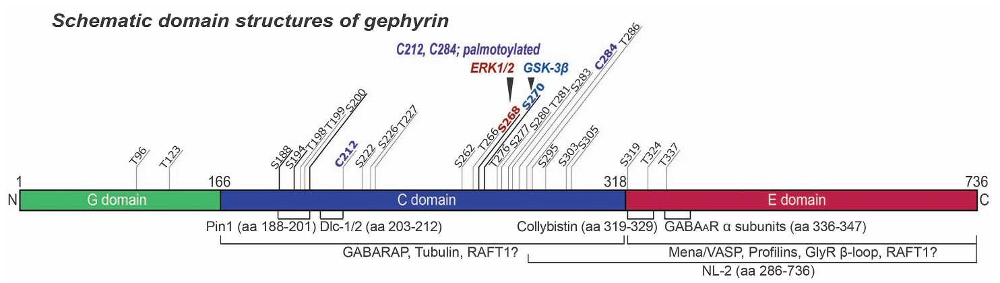 Schematic domain structures of gephyrin
C212, C284; palmotoylated
ERK1/2 GSK-3β
T96
T123
S188
S194
T198
T199
S200
C212
S222
S226
T227
S262
T266
S268
S270
T276
S277
S280
T281
S283
C284
T286
S295
S303
S305
S319
T324
T337
1 166 318 736
N G domain C domain E domain C
Pin1 (aa 188-201) Dlc-1/2 (aa 203-212) Collybistin (aa 319-329) GABAAR α subunits (aa 336-347)
GABARAP, Tubulin, RAFT1? Mena/VASP, Profilins, GlyR β-loop, RAFT1?
NL-2 (aa 286-736)